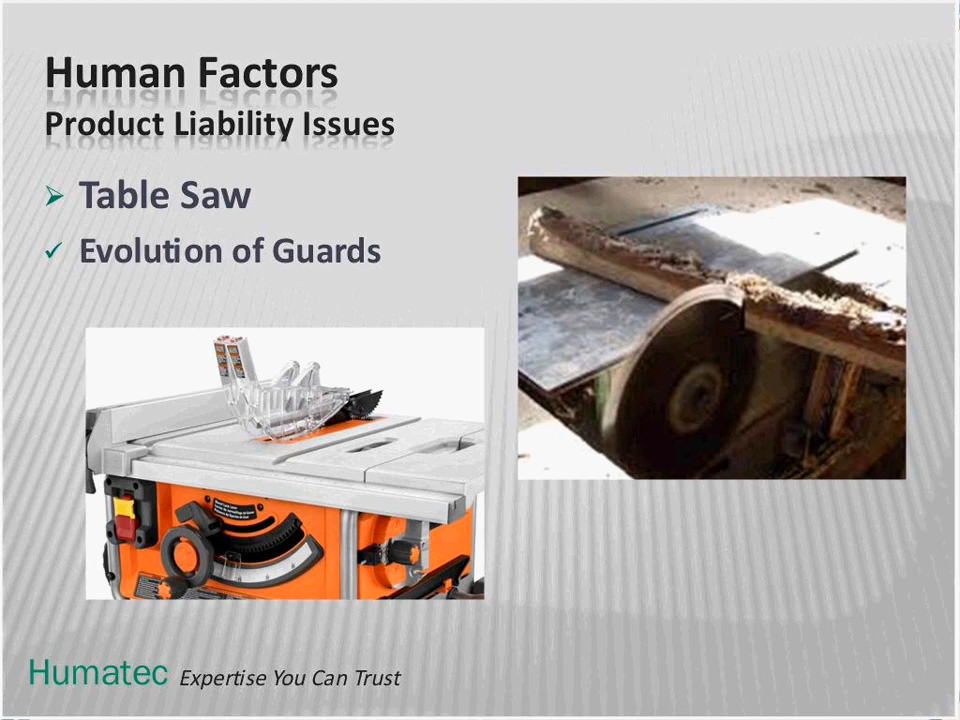 Human Factors
Product Liability Issues
Table Saw
Evolution of Guards
Humatec Expertise You Can Trust